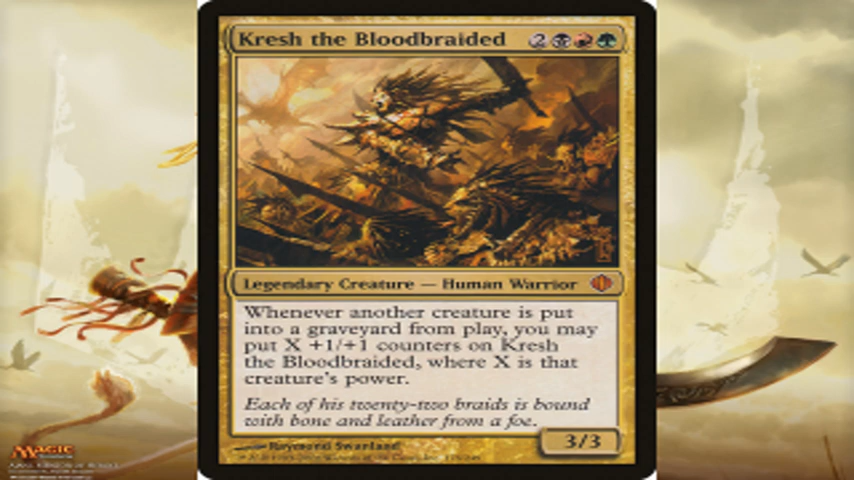 Kresh the Bloodbraided 2
Legendary Creature — Human Warrior
Whenever another creature is put
into a graveyard from play, you may
put X +1/+1 counters on Kresh
the Bloodbraided, where X is that
creature's power.
Each of his twenty-two braids is bound
with bone and leather from a foe.
3/3
Raymond Swanland
Magic